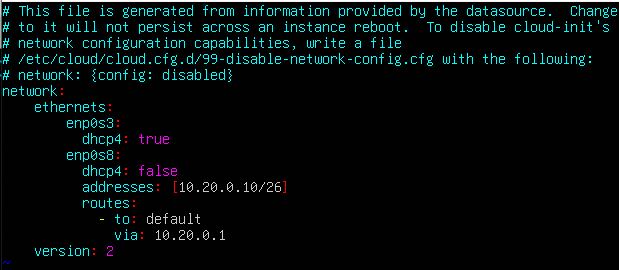 # This file is generated from information provided by the datasource.  Change
# to it will not persist across an instance reboot.  To disable cloud-init's
# network configuration capabilities, write a file
# /etc/cloud/cloud.cfg.d/99-disable-network-config.cfg with the following:
# network: {config: disabled}
network:
    ethernets:
        enp0s3:
          dhcp4: true
        enp0s8:
          dhcp4: false
          addresses: [10.20.0.10/26]
          routes:
            - to: default
              via: 10.20.0.1
    version: 2
~